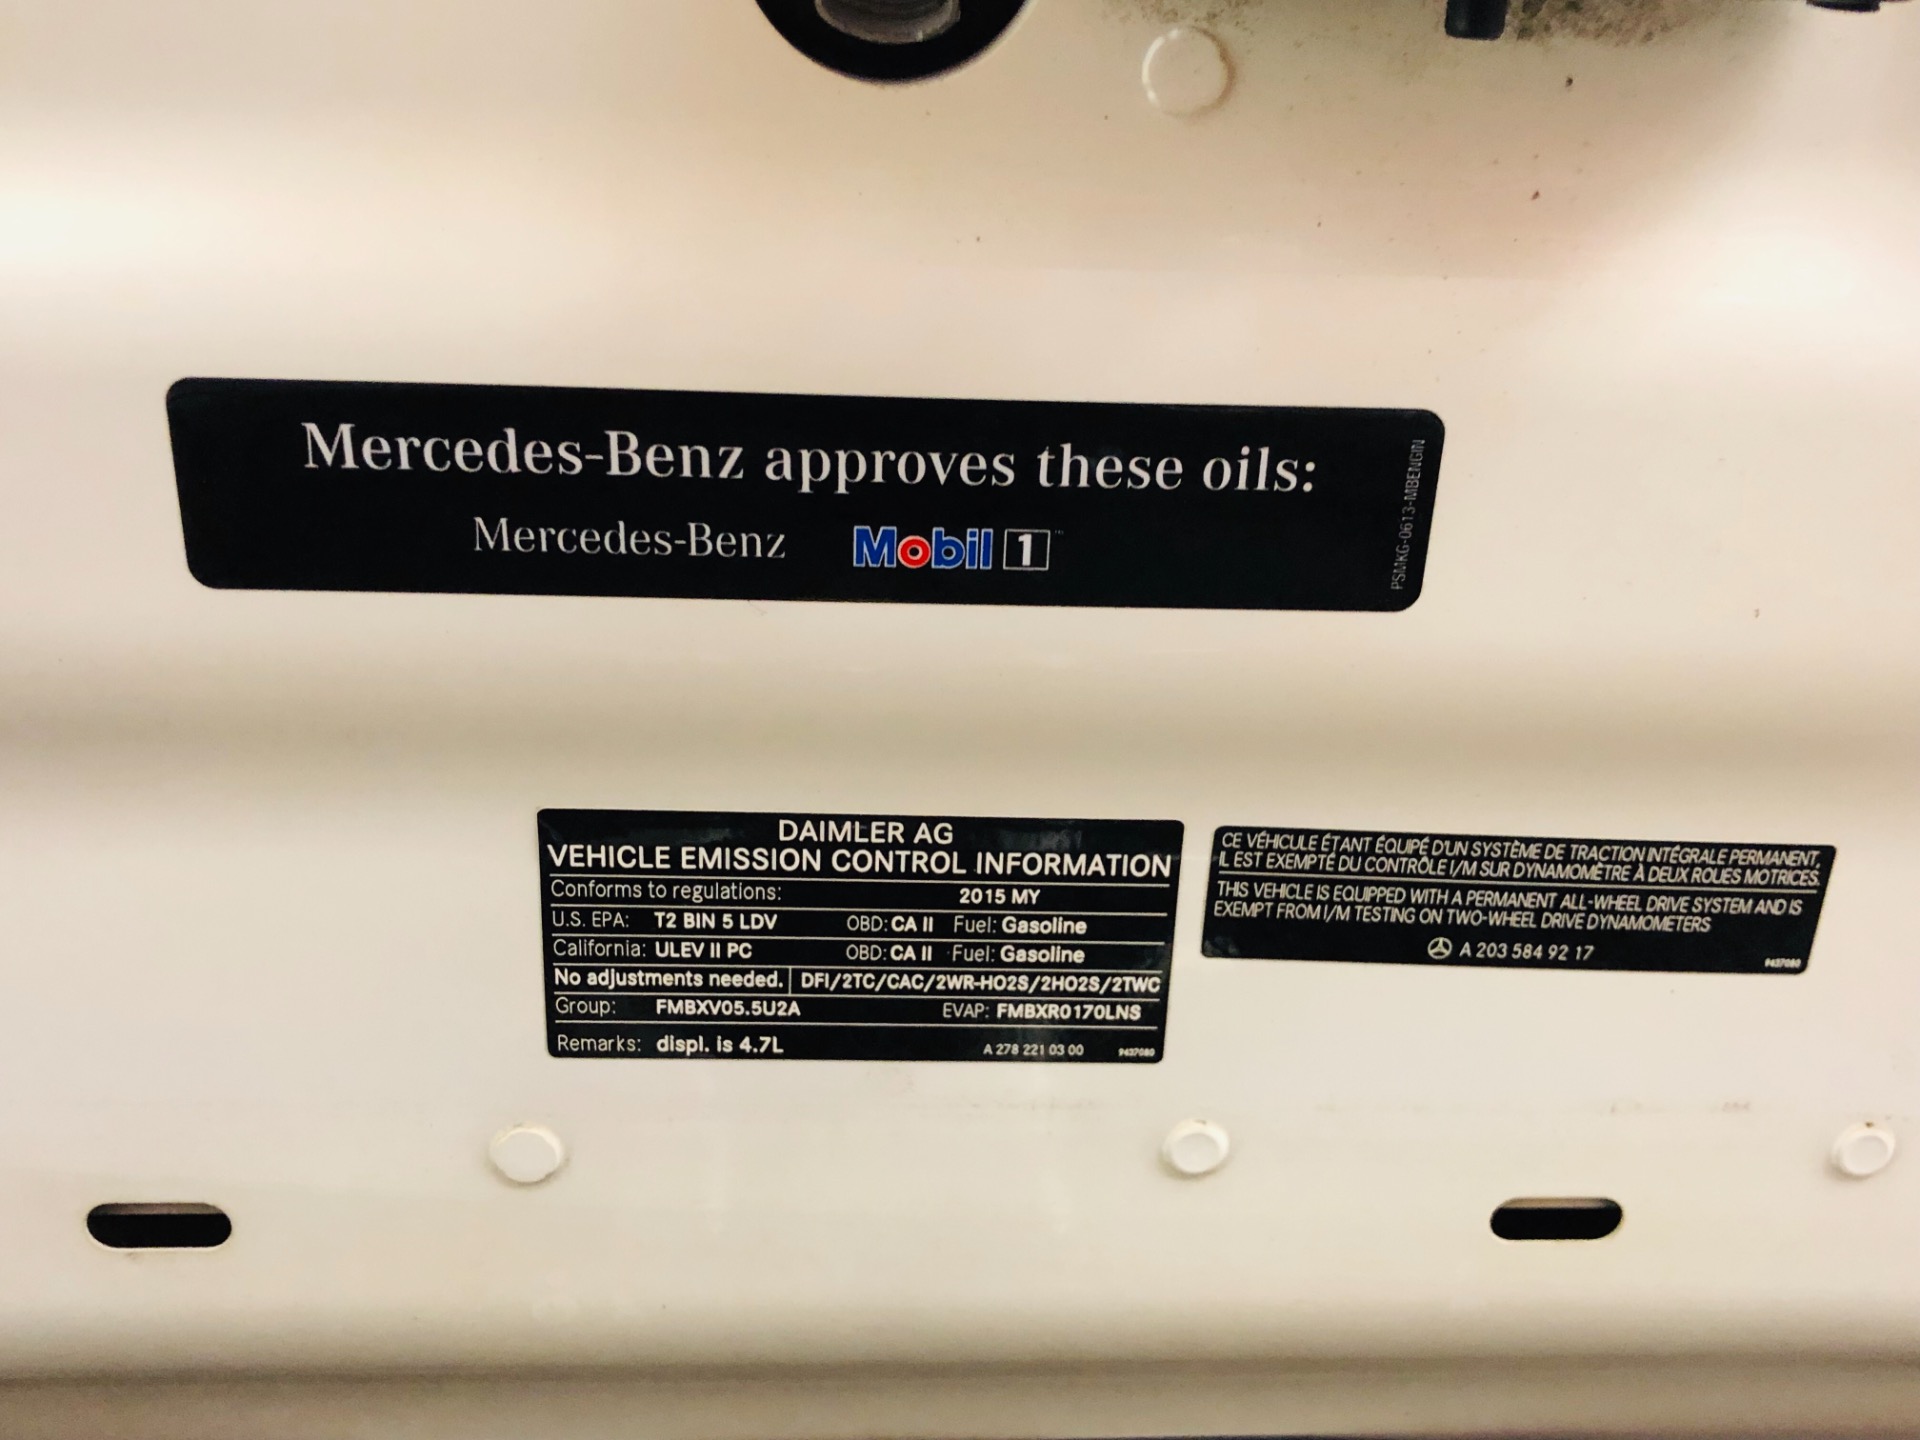 Mercedes-Benz approves these oils:
Mercedes-Benz Mobil 1
PSMKG-0613-MBENGIN
DAIMLER AG
VEHICLE EMISSION CONTROL INFORMATION
Conforms to regulations: 2015 MY
U.S. EPA: T2 BIN 5 LDV OBD: CA II Fuel: Gasoline
California: ULEV II PC OBD: CA II Fuel: Gasoline
No adjustments needed. DFI/2TC/CAC/2WR-HO2S/2HO2S/2TWC
Group: FMBXV05.5U2A EVAP: FMBXR0170LNS
Remarks: displ. is 4.7L A 278 221 03 00 9437080
CE VÉHICULE ÉTANT ÉQUIPÉ D'UN SYSTÈME DE TRACTION INTÉGRALE PERMANENT,
IL EST EXEMPTÉ DU CONTRÔLE I/M SUR DYNAMOMÈTRE À DEUX ROUES MOTRICES.
THIS VEHICLE IS EQUIPPED WITH A PERMANENT ALL-WHEEL DRIVE SYSTEM AND IS
EXEMPT FROM I/M TESTING ON TWO-WHEEL DRIVE DYNAMOMETERS
A 203 584 92 17
9437080